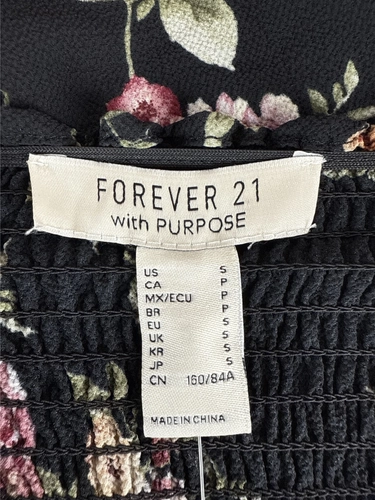 FOREVER 21
with PURPOSE
US S
CA P
MX/ECU P
BR P
EU S
UK S
KR S
JP S
CN 160/84A
MADE IN CHINA